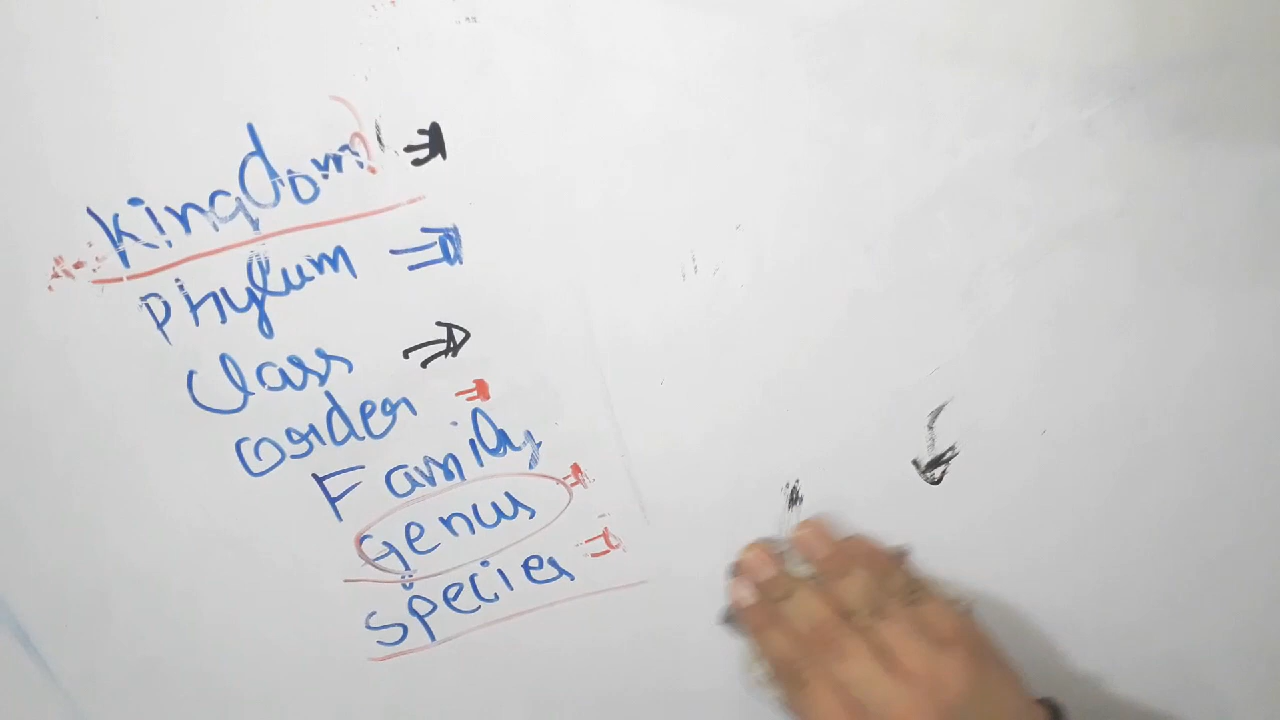 Kingdom
Phylum
Class
order
Family
Genus
species